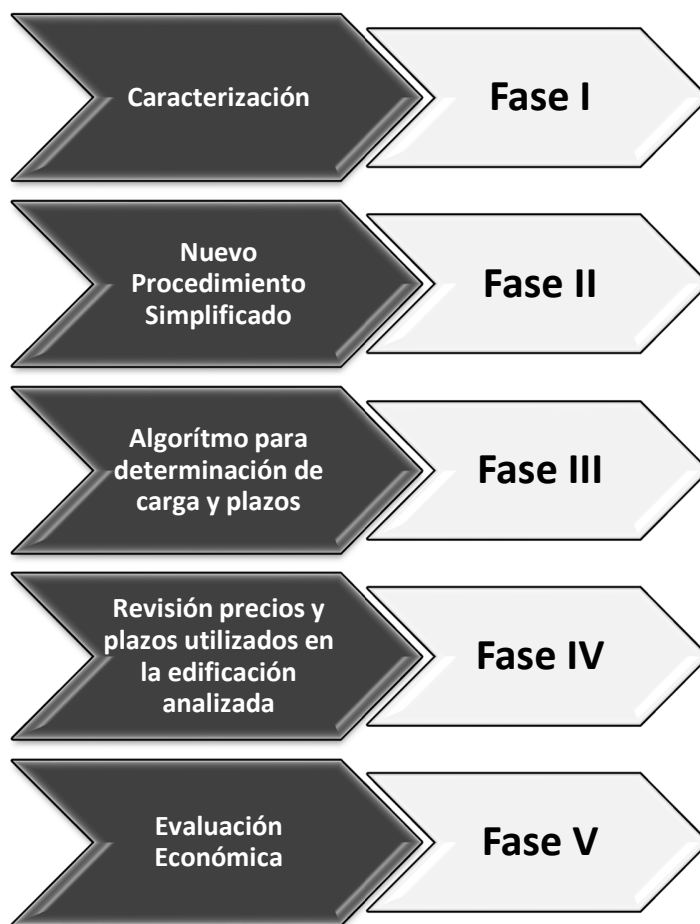 Caracterización
Fase I
Nuevo
Procedimiento
Simplificado
Fase II
Algorítmo para
determinación de
carga y plazos
Fase III
Revisión precios y
plazos utilizados en
la edificación
analizada
Fase IV
Evaluación
Económica
Fase V